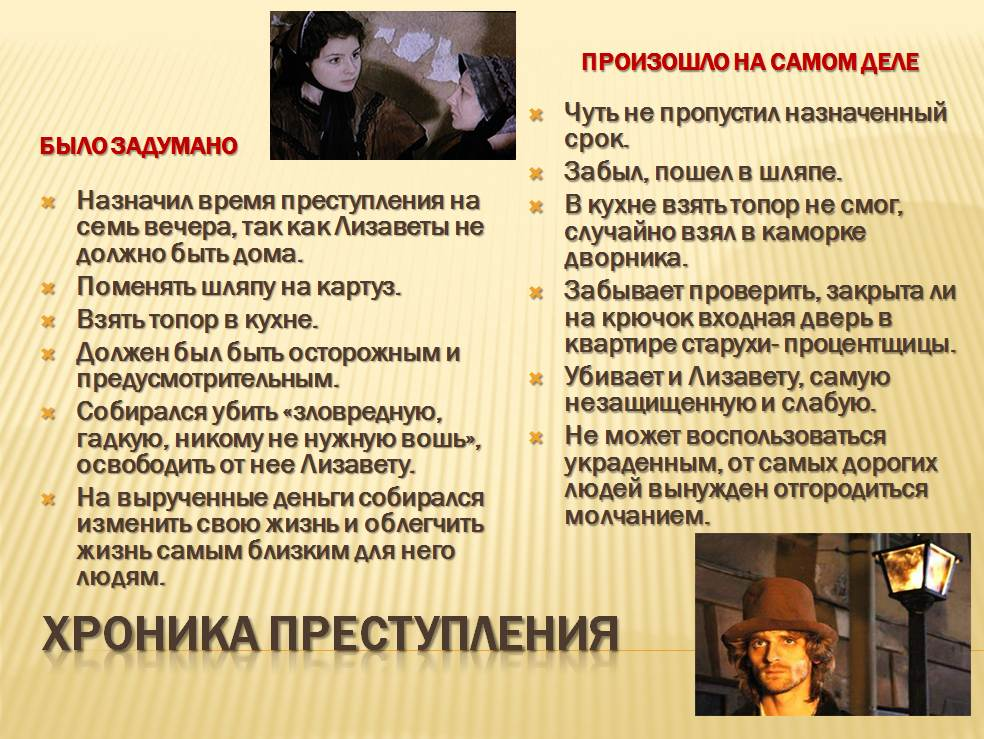 БЫЛО ЗАДУМАНО
Назначил время преступления на
семь вечера, так как Лизаветы не
должно быть дома.
Поменять шляпу на картуз.
Взять топор в кухне.
Должен был быть осторожным и
предусмотрительным.
Собирался убить «зловредную,
гадкую, никому не нужную вошь»,
освободить от нее Лизавету.
На вырученные деньги собирался
изменить свою жизнь и облегчить
жизнь самым близким для него
людям.
ПРОИЗОШЛО НА САМОМ ДЕЛЕ
Чуть не пропустил назначенный
срок.
Забыл, пошел в шляпе.
В кухне взять топор не смог,
случайно взял в каморке
дворника.
Забывает проверить, закрыта ли
на крючок входная дверь в
квартире старухи- процентщицы.
Убивает и Лизавету, самую
незащищенную и слабую.
Не может воспользоваться
украденным, от самых дорогих
людей вынужден отгородиться
молчанием.
ХРОНИКА ПРЕСТУПЛЕНИЯ